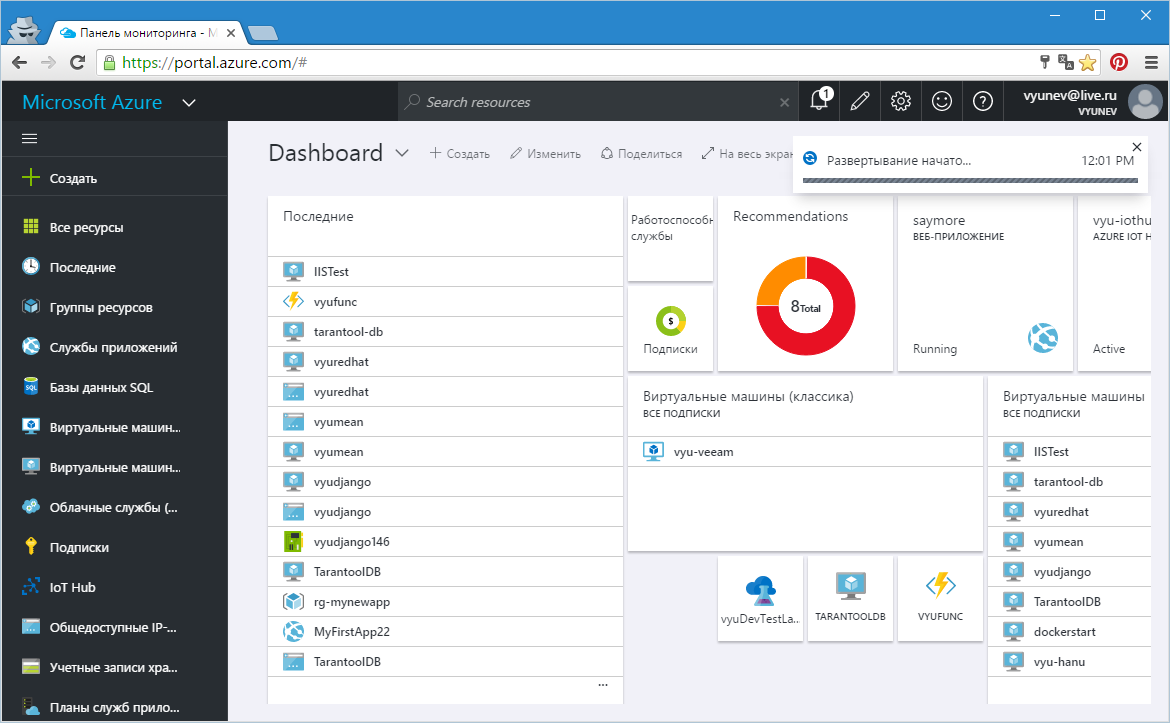 Панель мониторинга - M
https://portal.azure.com/#
Microsoft Azure
Search resources
1
vyunev@live.ru
VYUNEV
Создать
Все ресурсы
Последние
Группы ресурсов
Службы приложений
Базы данных SQL
Виртуальные машин...
Виртуальные машин...
Облачные службы (...
Подписки
IoT Hub
Общедоступные IP-...
Учетные записи хра...
Планы служб прило...
Dashboard
Создать
Изменить
Поделиться
На весь экран
Развертывание начато...
12:01 PM
Последние
IISTest
vyufunc
tarantool-db
vyuredhat
vyuredhat
vyumean
vyumean
vyudjango
vyudjango
vyudjango146
TarantoolDB
rg-mynewapp
MyFirstApp22
TarantoolDB
...
Работоспособн
службы
$
Подписки
Recommendations
8 Total
saymore
ВЕБ-ПРИЛОЖЕНИЕ
Running
vyu-iothu
AZURE IOT H
Active
Виртуальные машины (классика)
ВСЕ ПОДПИСКИ
vyu-veeam
vyuDevTestLa...
TARANTOOLDB
VYUFUNC
Виртуальные машины
ВСЕ ПОДПИСКИ
IISTest
tarantool-db
vyuredhat
vyumean
vyudjango
TarantoolDB
dockerstart
vyu-hanu